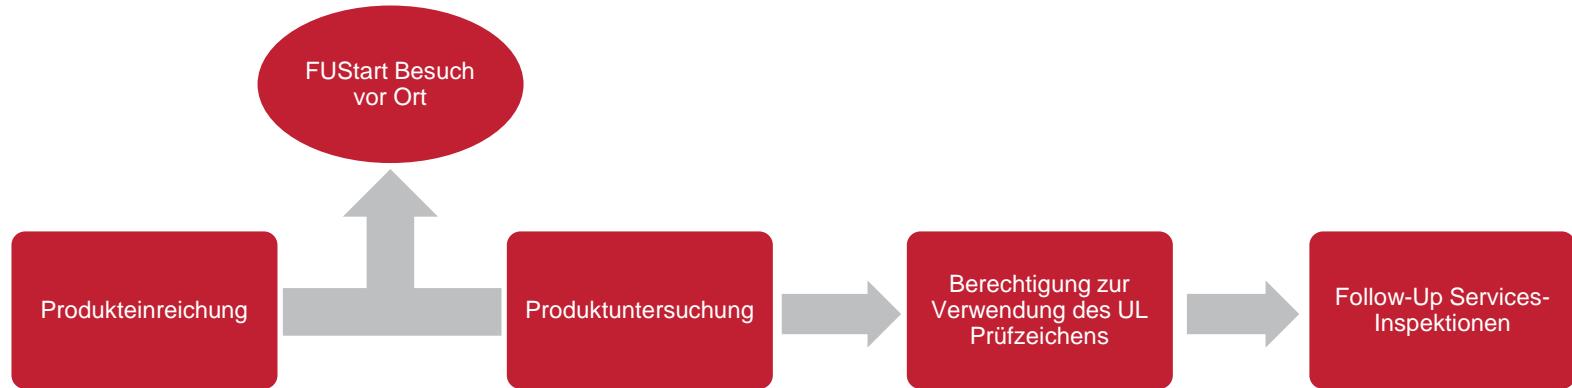 FUStart Besuch
vor Ort
Produkteinreichung
Produktuntersuchung
Berechtigung zur
Verwendung des UL
Prüfzeichens
Follow-Up Services-
Inspektionen